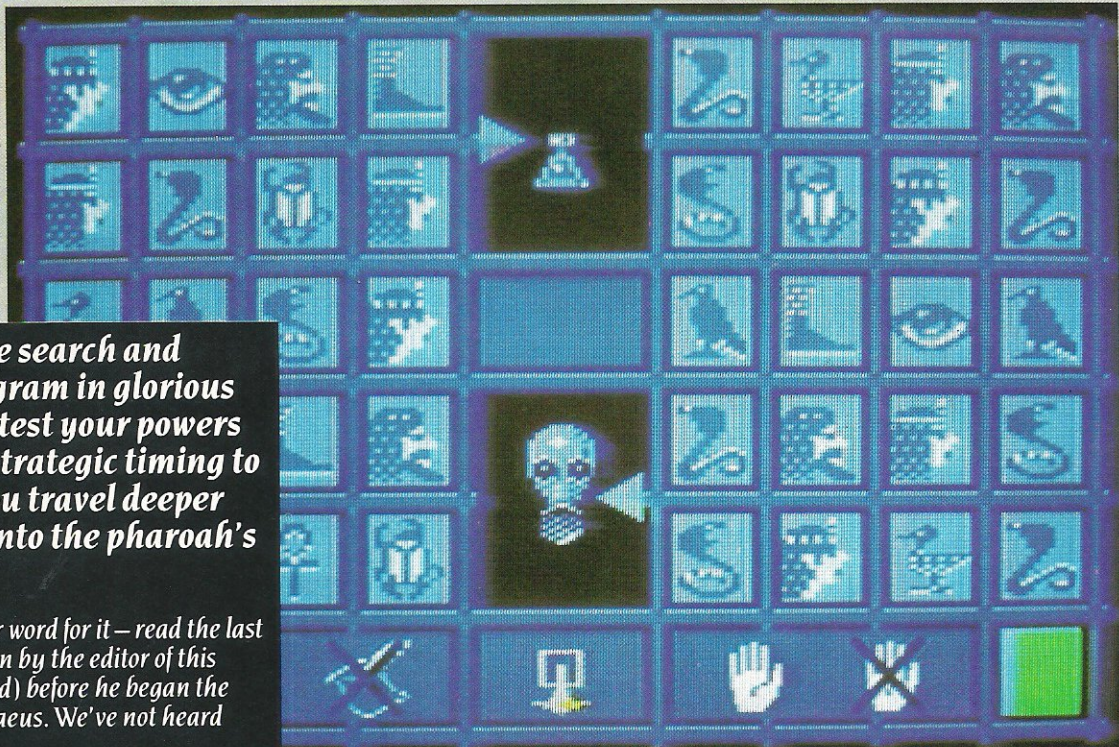 e search and
gram in glorious
test your powers
trategic timing to
u travel deeper
nto the pharoah's
r word for it – read the last
n by the editor of this
d) before he began the
aeus. We've not heard